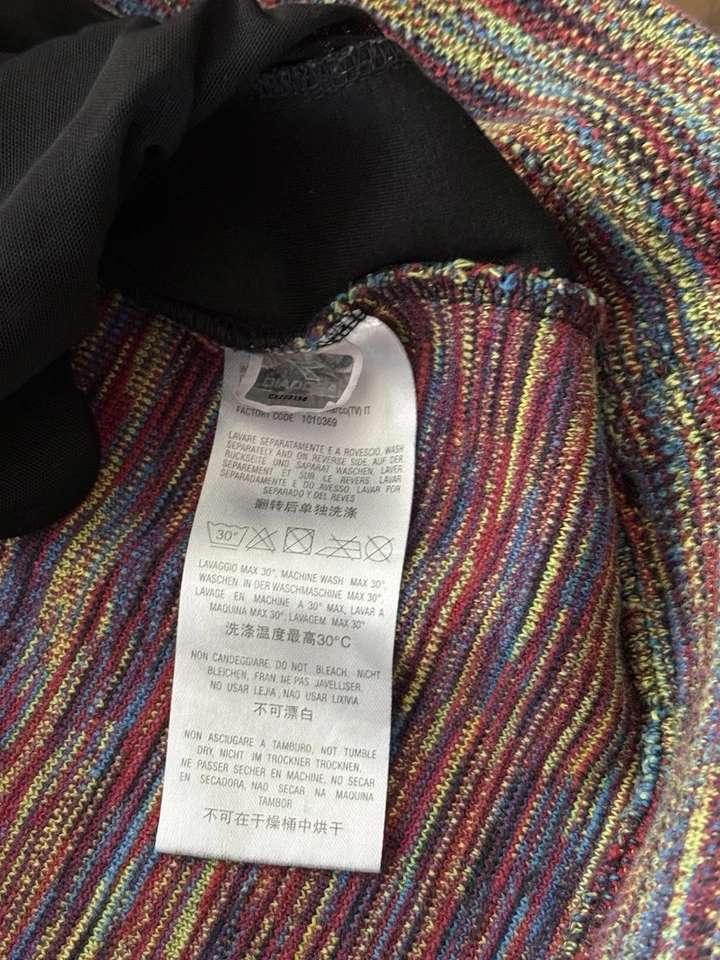 DIADORA
FACTORY CODE 1010369
LAVARE SEPARATAMENTE E A ROVESCIO, WASH
SEPARATELY AND ON REVERSE SIDE, AUF DER
RUCKSEITE UND SAPARAT WASCHEN, LAVER
SEPAREMENT ET SUR LE REVERS, LAVAR
SEPARADAMENTE E DO AVESSO, LAVAR POR
SEPARADO Y DSL REVES
翻转后单独洗涤
30°
LAVAGGIO MAX 30°, MACHINE WASH MAX 30°,
WASCHEN IN DER WASCHMASCHINE MAX 30°,
LAVAGE EN MACHINE A 30° MAX, LAVAR A
MAQUINA MAX 30°, LAVAGEM MAX 30°
洗涤温度最高30°C
NON CANDEGGIARE, DO NOT BLEACH, NICHT
BLEICHEN, FRAN. NE PAS JAVELLISER,
NO USAR LEJIA, NAO USAR LIXIVIA
不可漂白
NON ASCIUGARE A TAMBURO, NOT TUMBLE
DRY, NICHT IM TROCKNER TROCKNEN,
NE PASSER SECHER EN MACHINE, NO SECAR
EN SECADORA, NAO SECAR NA MAQUINA
TAMBOR
不可在干燥桶中烘干